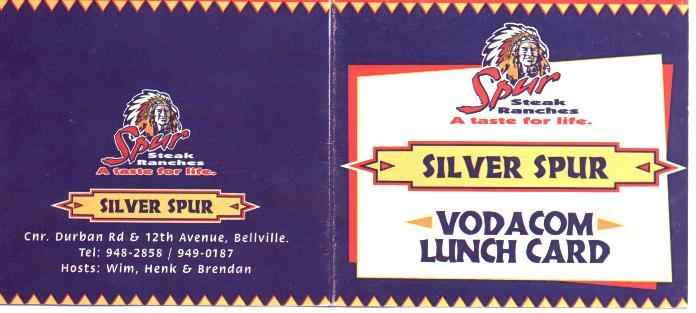 Spur
Steak
Ranches
A taste for life.
SILVER SPUR
Cnr. Durban Rd & 12th Avenue, Bellville.
Tel: 948-2858 / 949-0187
Hosts: Wim, Henk & Brendan
Spur
Steak
Ranches
A taste for life.
SILVER SPUR
VODACOM
LUNCH CARD